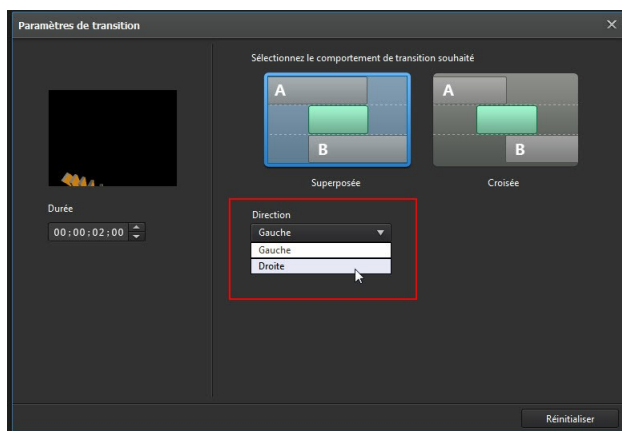 Paramètres de transition
Sélectionnez le comportement de transition souhaité
A
B
A
B
Superposée
Croisée
Durée
00;00;02;00
Direction
Gauche
Gauche
Droite
Réinitialiser